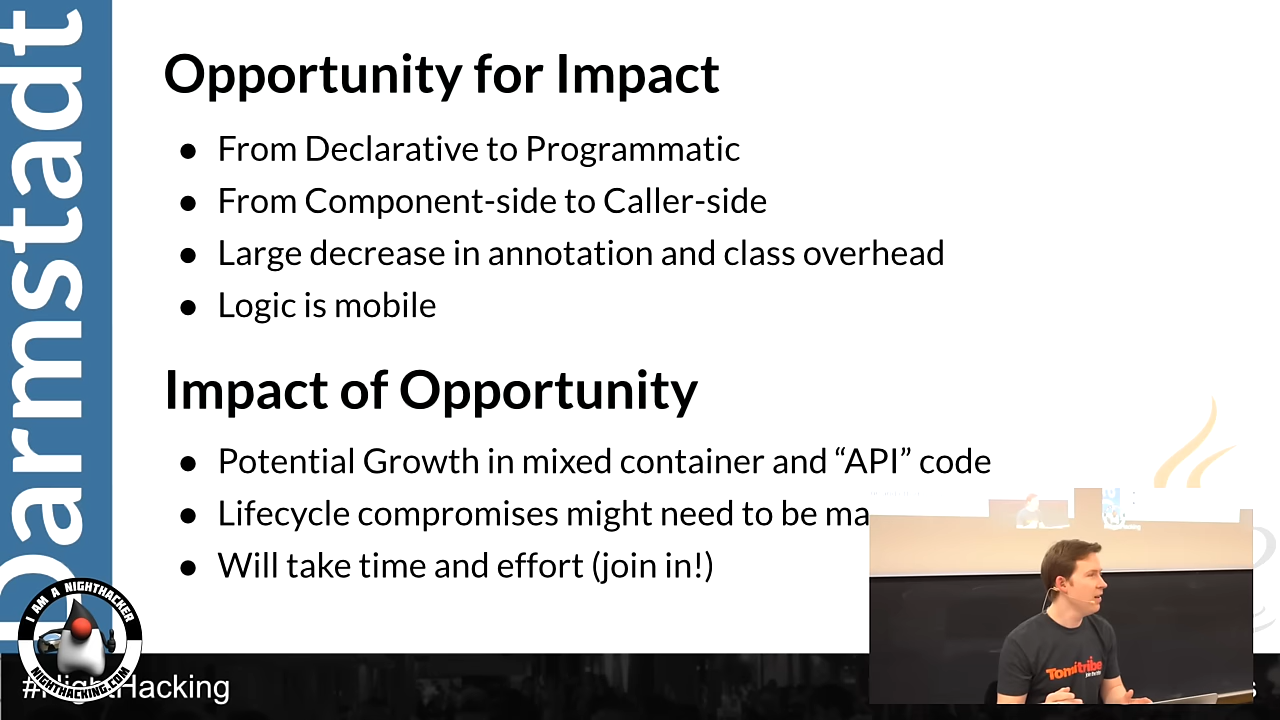 Darmstadt
Opportunity for Impact
● From Declarative to Programmatic
● From Component-side to Caller-side
● Large decrease in annotation and class overhead
● Logic is mobile
Impact of Opportunity
● Potential Growth in mixed container and “API” code
● Lifecycle compromises might need to be ma
● Will take time and effort (join in!)
I AM A NIGHTHACKER
NIGHTHACKING.COM
#NightHacking
Tomitribe